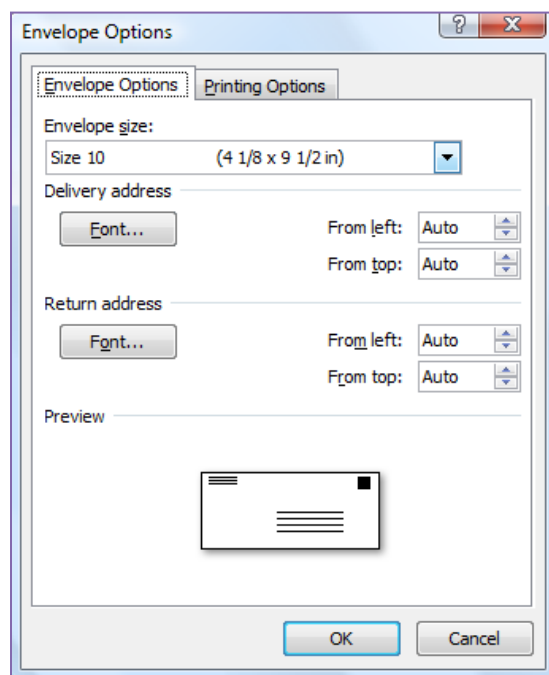 Envelope Options
Envelope Options Printing Options
Envelope size:
Size 10 (4 1/8 x 9 1/2 in)
Delivery address
Font... From left: Auto
From top: Auto
Return address
Font... From left: Auto
From top: Auto
Preview
OK Cancel